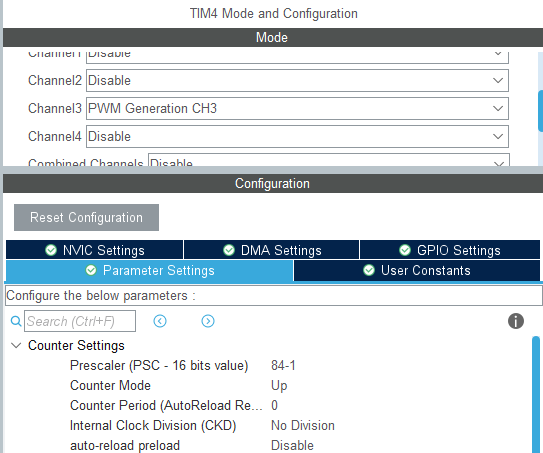 TIM4 Mode and Configuration
Mode
Channel1 Disable
Channel2 Disable
Channel3 PWM Generation CH3
Channel4 Disable
Combined Channels Disable
Configuration
Reset Configuration
NVIC Settings DMA Settings GPIO Settings
Parameter Settings User Constants
Configure the below parameters :
Search (Ctrl+F)
Counter Settings
Prescaler (PSC - 16 bits value) 84-1
Counter Mode Up
Counter Period (AutoReload Re... 0
Internal Clock Division (CKD) No Division
auto-reload preload Disable